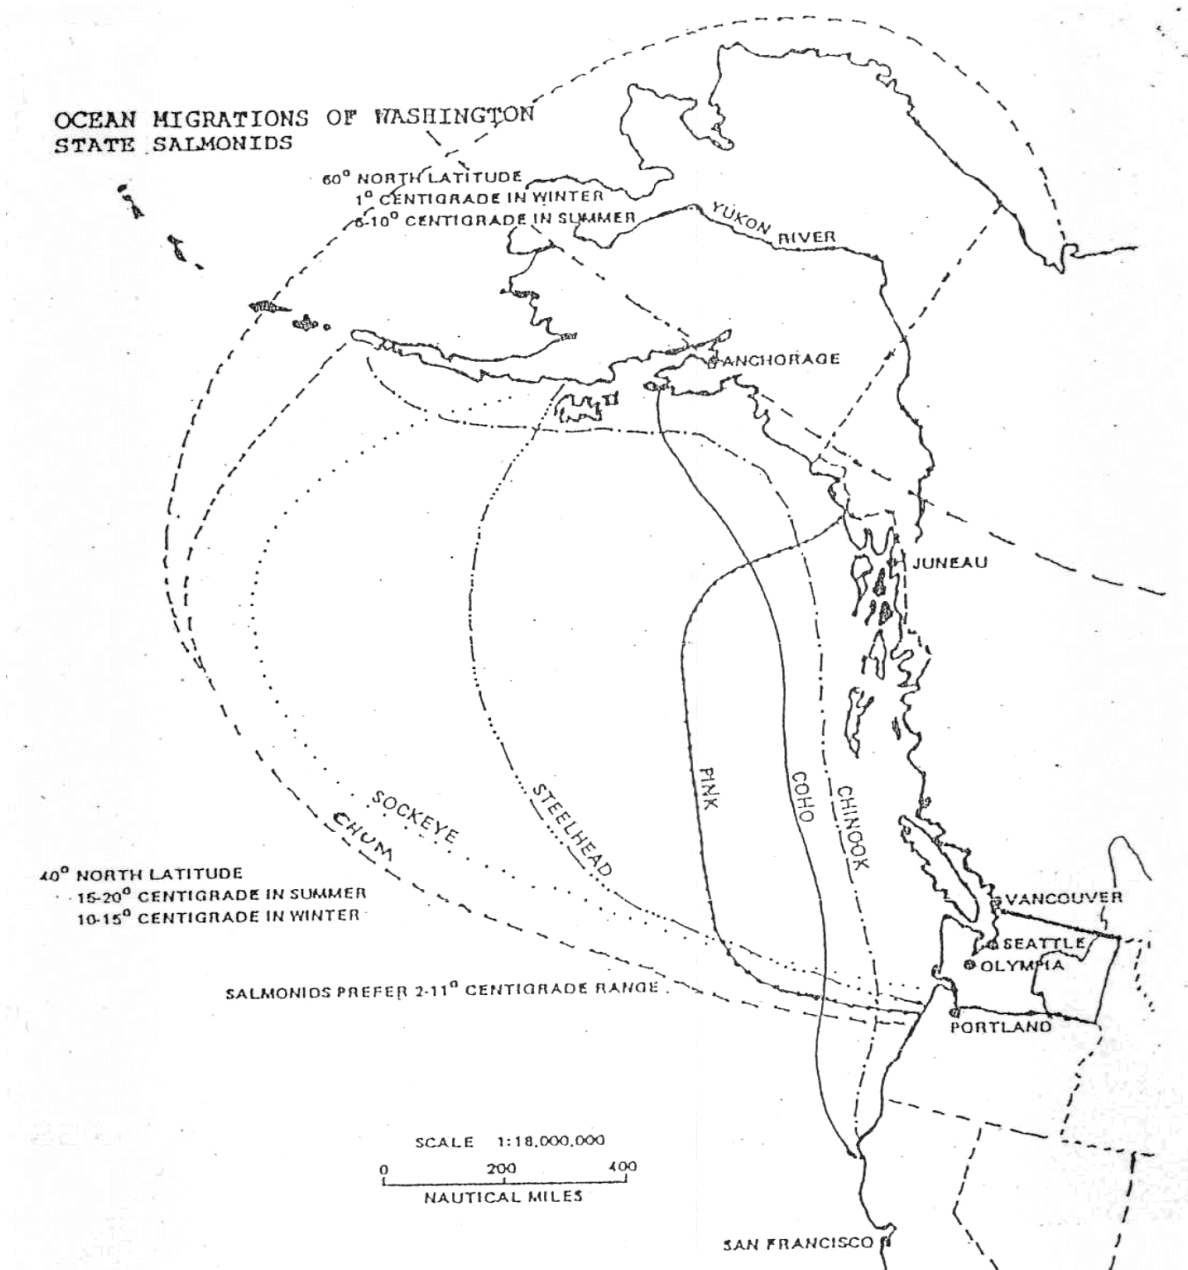 OCEAN MIGRATIONS OF WASHINGTON
STATE SALMONIDS
60° NORTH LATITUDE
1° CENTIGRADE IN WINTER
6-10° CENTIGRADE IN SUMMER
YUKON
RIVER
ANCHORAGE
JUNEAU
PINK
COHO
CHINOOK
STEELHEAD
SOCKEYE
CHUM
40° NORTH LATITUDE
15-20° CENTIGRADE IN SUMMER
10-15° CENTIGRADE IN WINTER
VANCOUVER
SEATTLE
OLYMPIA
SALMONIDS PREFER 2-11° CENTIGRADE RANGE
PORTLAND
SCALE 1:18,000,000
0 200 400
NAUTICAL MILES
SAN FRANCISCO